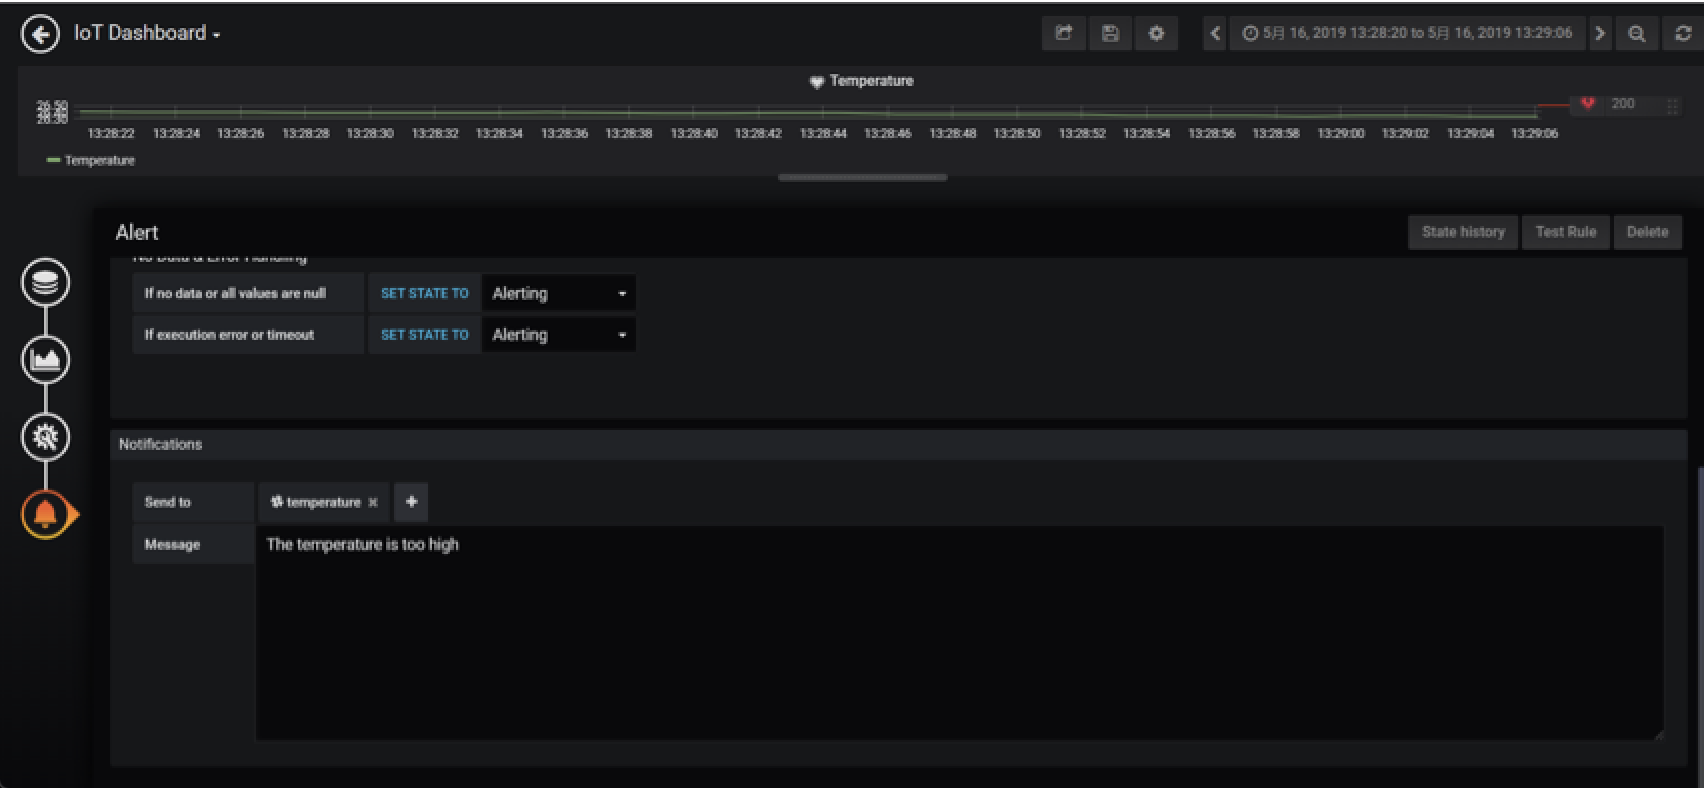 IoT Dashboard
5月 16, 2019 13:28:20 to 5月 16, 2019 13:29:06
Temperature
26.50
26.30
200
13:28:22 13:28:24 13:28:26 13:28:28 13:28:30 13:28:32 13:28:34 13:28:36 13:28:38 13:28:40 13:28:42 13:28:44 13:28:46 13:28:48 13:28:50 13:28:52 13:28:54 13:28:56 13:28:58 13:29:00 13:29:02 13:29:04 13:29:06
Temperature
Alert
State history Test Rule Delete
No Data & Error Handling
If no data or all values are null SET STATE TO Alerting
If execution error or timeout SET STATE TO Alerting
Notifications
Send to temperature
Message The temperature is too high